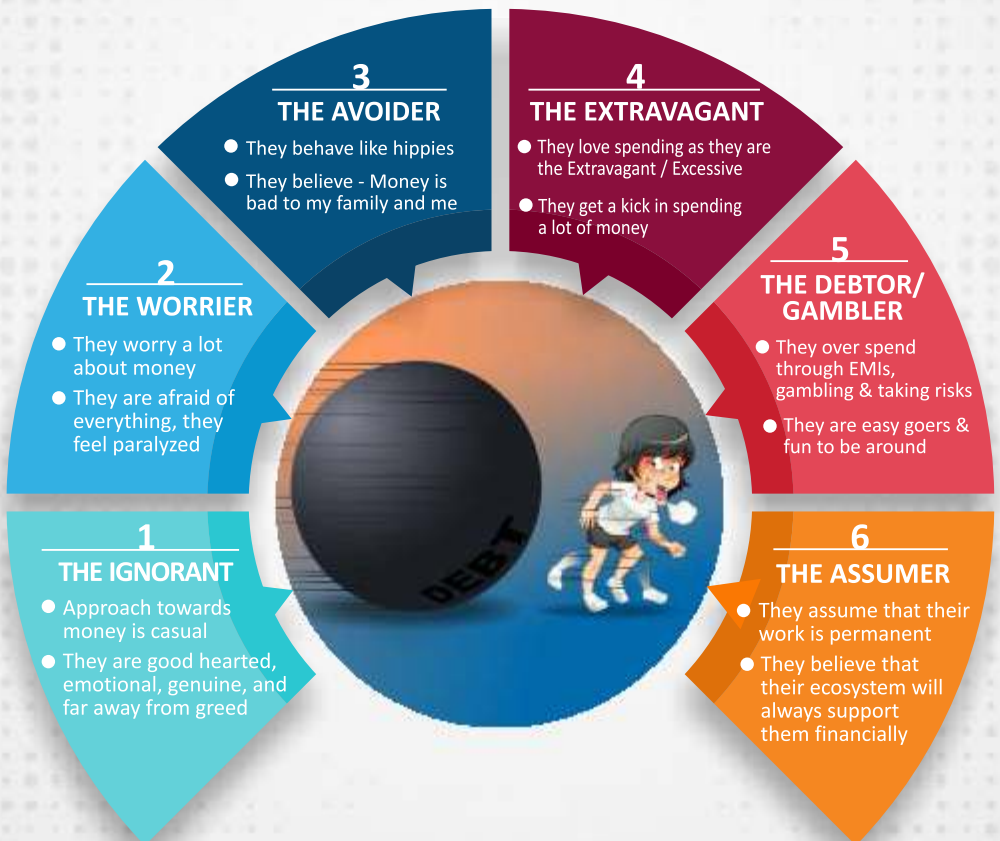 1
THE IGNORANT
● Approach towards
money is casual
● They are good hearted,
emotional, genuine, and
far away from greed
2
THE WORRIER
● They worry a lot
about money
● They are afraid of
everything, they
feel paralyzed
3
THE AVOIDER
● They behave like hippies
● They believe - Money is
bad to my family and me
4
THE EXTRAVAGANT
● They love spending as they are
the Extravagant / Excessive
● They get a kick in spending
a lot of money
5
THE DEBTOR/
GAMBLER
● They over spend
through EMIs,
gambling & taking risks
● They are easy goers &
fun to be around
6
THE ASSUMER
● They assume that their
work is permanent
● They believe that
their ecosystem will
always support
them financially
DEBT